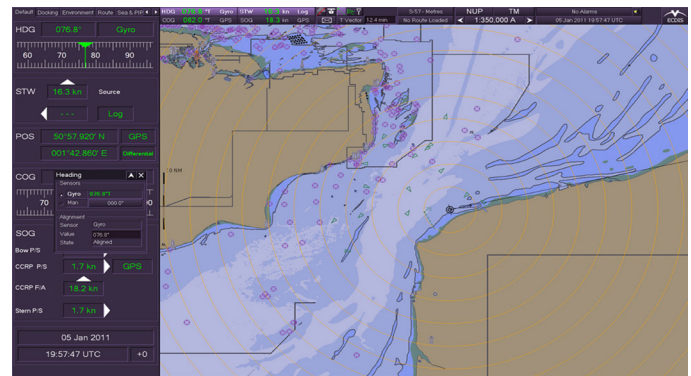 Default Docking Environment Route Sea & PIP
HDG 076.8 °T Gyro STW 16.3 kn Log
COG 082.0 °T GPS SOG 18.3 kn GPS
T Vector 12.4 min
S-57 - Metres
No Route Loaded
NUP TM
1:350,000 A
No Alarms
05 Jan 2011 19:57:47 UTC
ECDIS
HDG 076.8° Gyro
60 70 80 90
STW 16.3 kn Source
- - - Log
POS 50°57.920' N GPS
001°42.860' E Differential
COG
70
Heading
Sensors
Gyro 076.8°T
Man. 000.0°
Alignment
Sensor Gyro
Value 076.8°
State Aligned
0 NM
SOG
Bow P/S
CCRP P/S 1.7 kn GPS
CCRP F/A 18.2 kn
Stern P/S 1.7 kn
05 Jan 2011
19:57:47 UTC +0